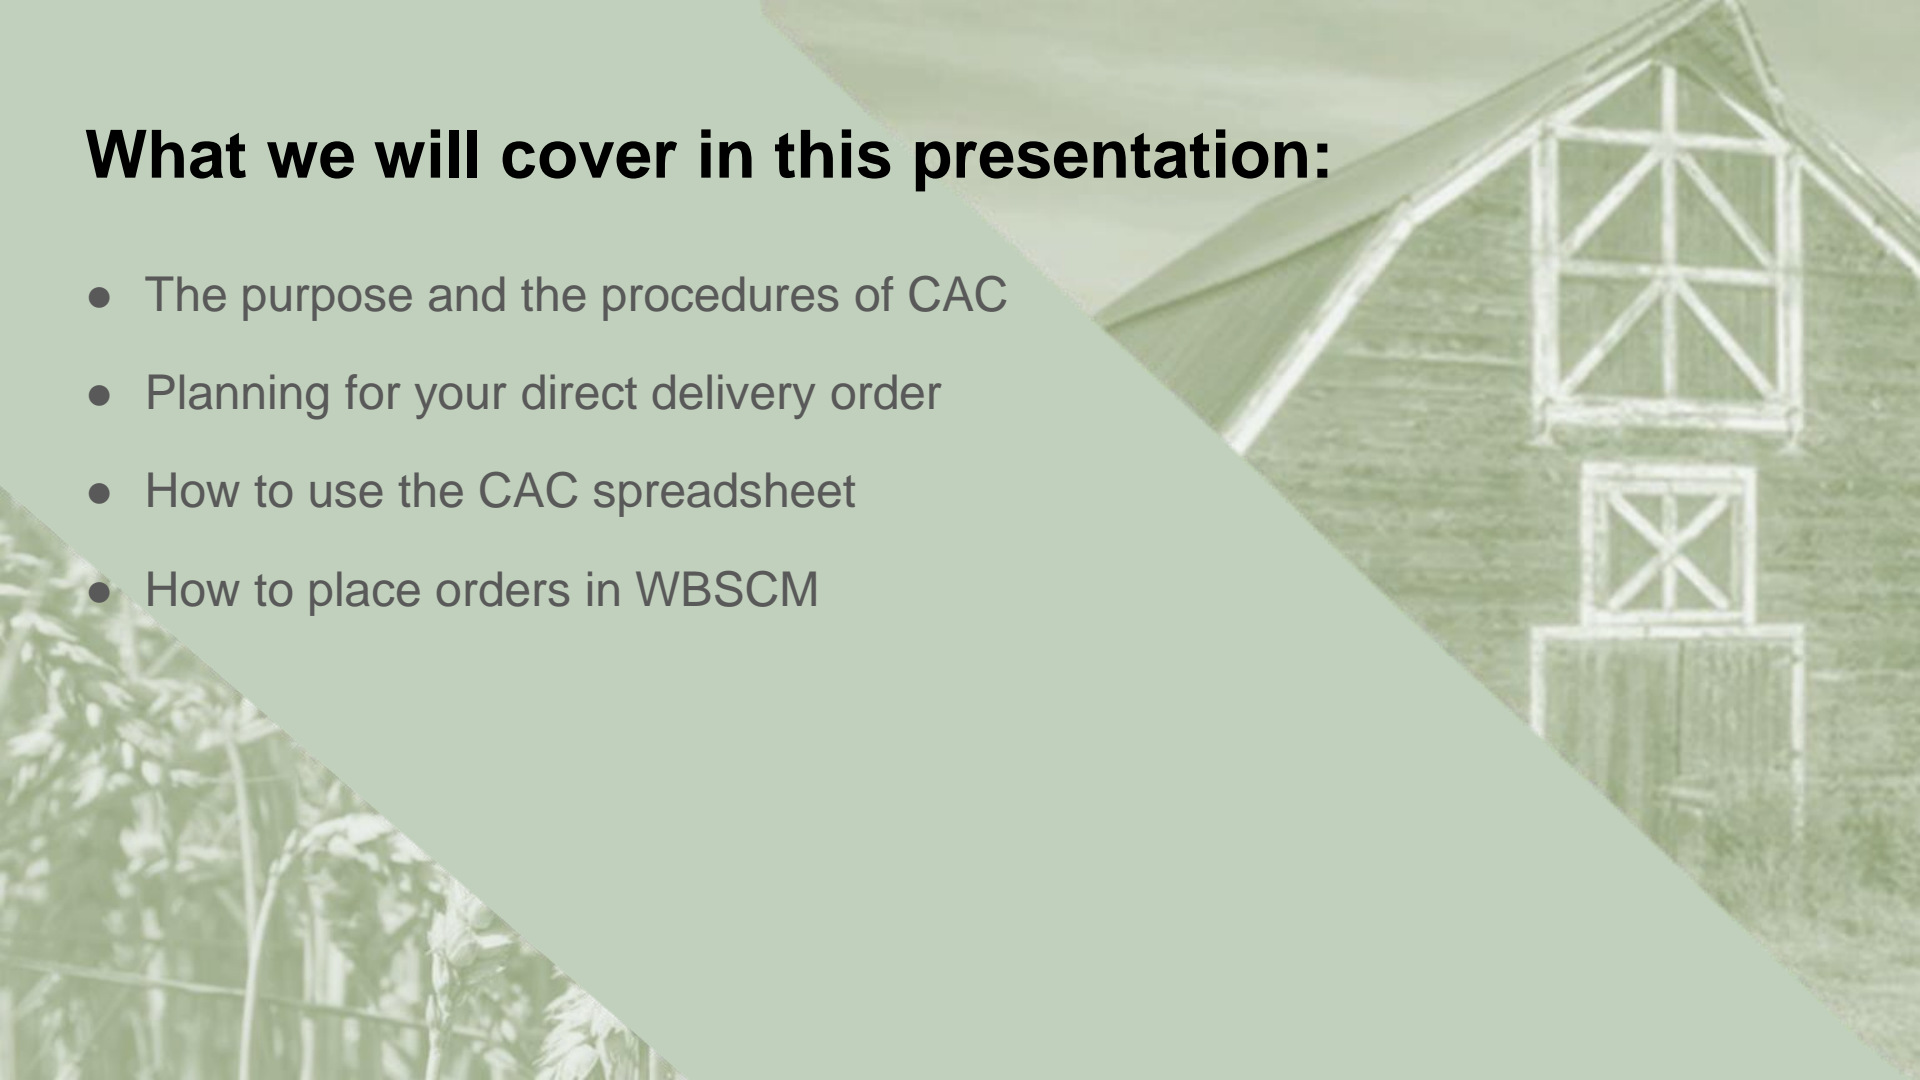 What we will cover in this presentation:
● The purpose and the procedures of CAC
● Planning for your direct delivery order
● How to use the CAC spreadsheet
● How to place orders in WBSCM